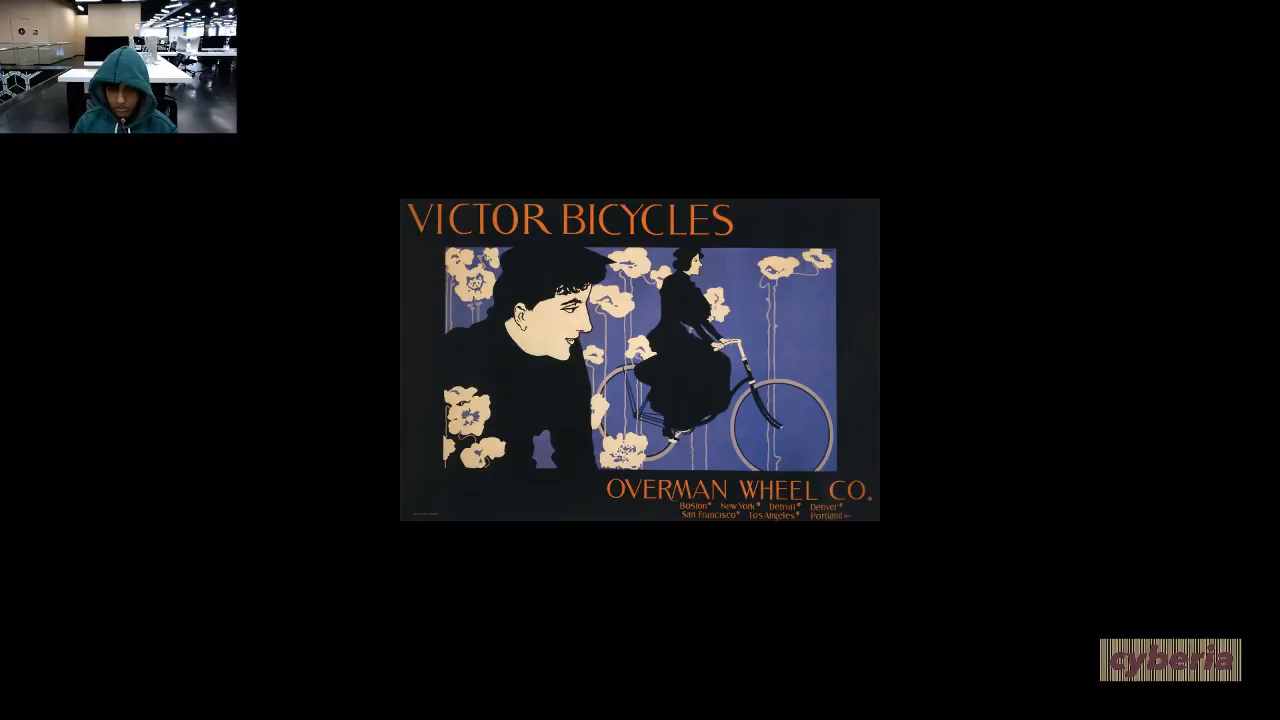 VICTOR BICYCLES
OVERMAN WHEEL CO.
Boston • New York • Detroit • Denver •
San Francisco • Los Angeles • Portland
cyberia